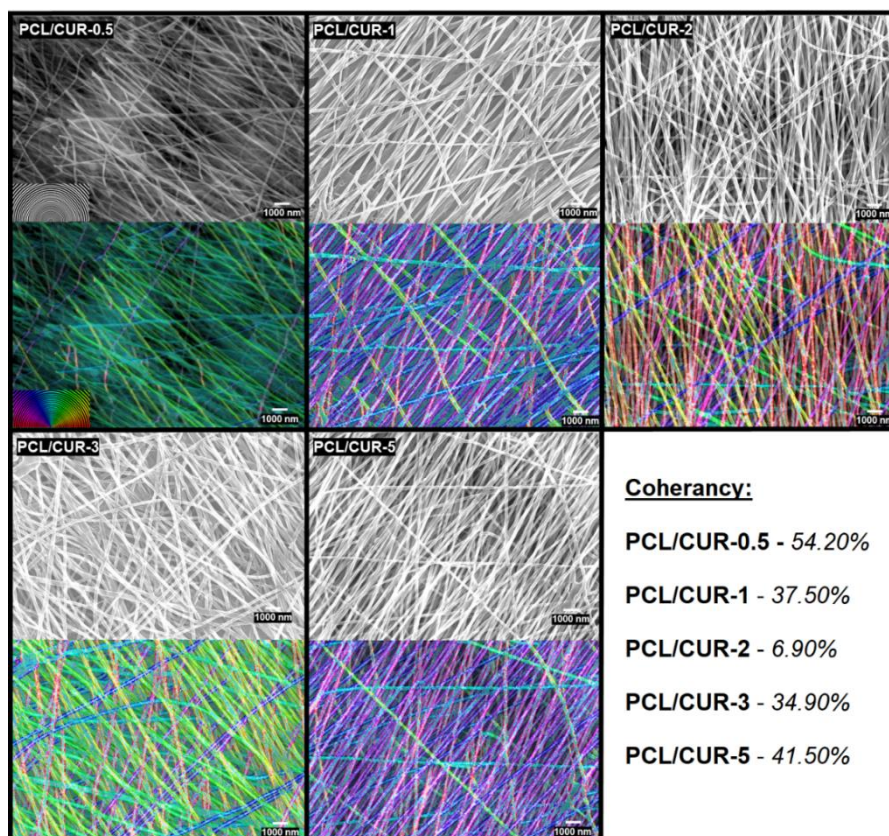 PCL/CUR-0.5
PCL/CUR-1
PCL/CUR-2
1000 nm
1000 nm
1000 nm
1000 nm
1000 nm
1000 nm
PCL/CUR-3
PCL/CUR-5
1000 nm
1000 nm
1000 nm
1000 nm
Coherancy:
PCL/CUR-0.5 - 54.20%
PCL/CUR-1 - 37.50%
PCL/CUR-2 - 6.90%
PCL/CUR-3 - 34.90%
PCL/CUR-5 - 41.50%